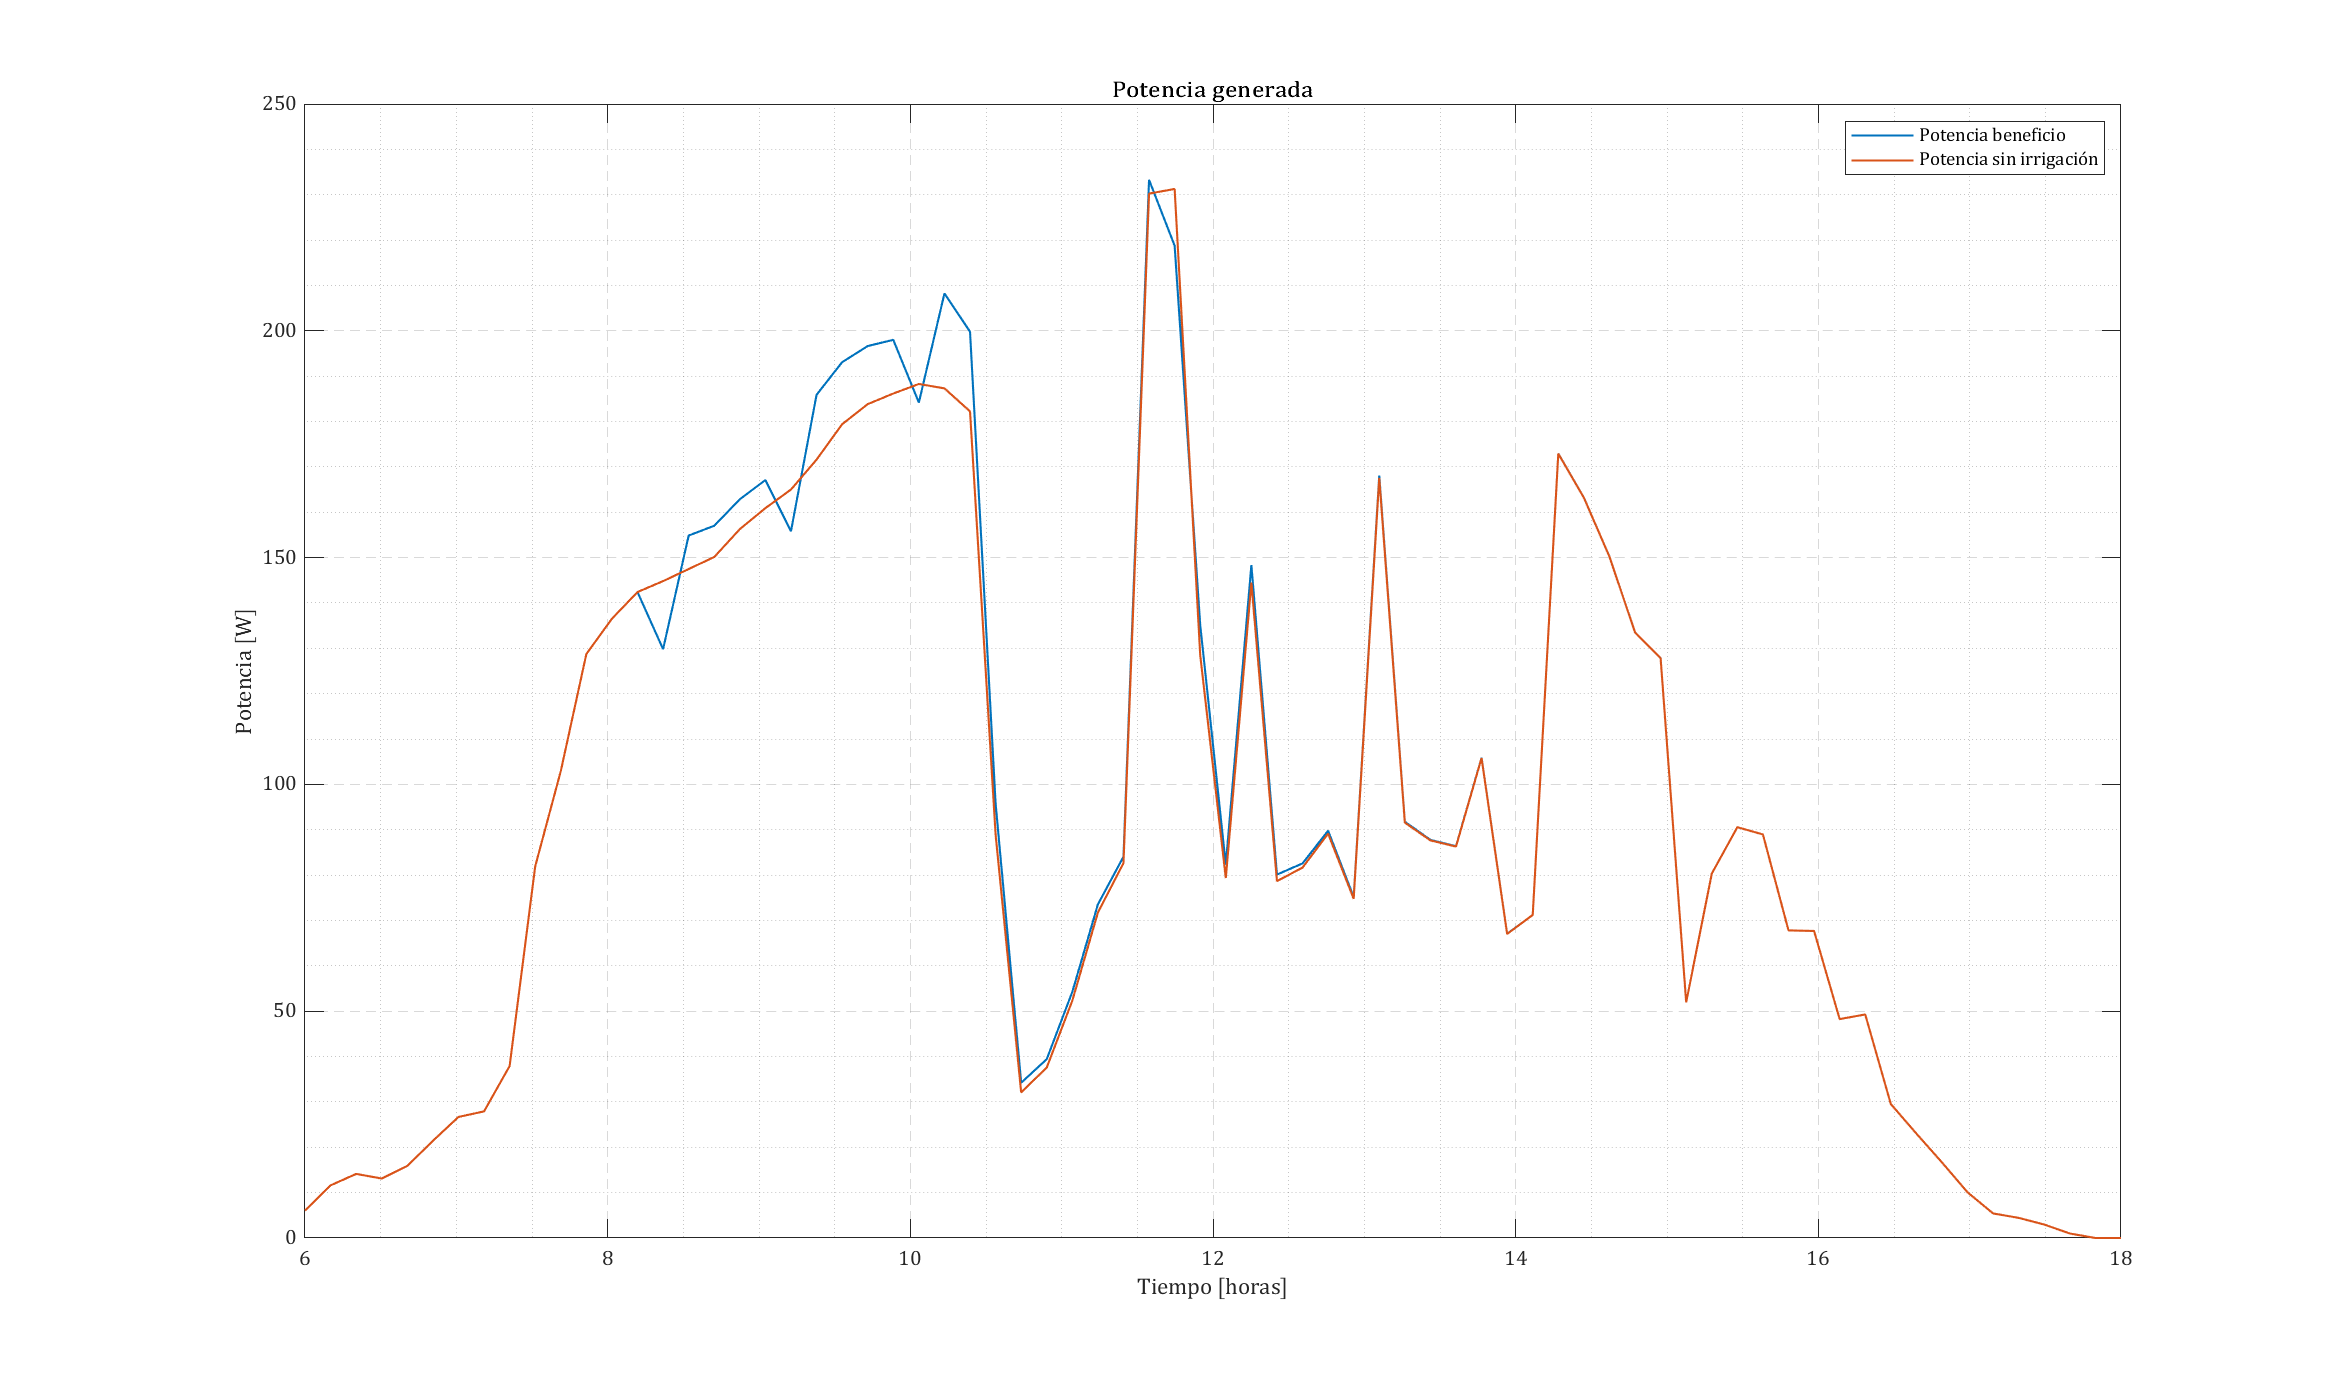 Potencia generada
250
200
150
100
50
0
Potencia [W]
Potencia beneficio
Potencia sin irrigación
6 8 10 12 14 16 18
Tiempo [horas]